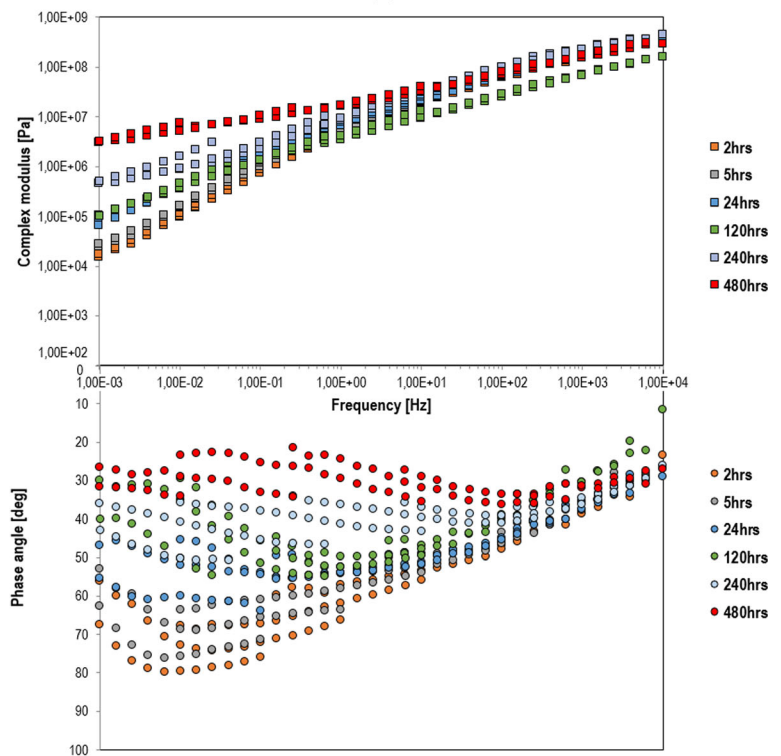 1,00E+09
1,00E+08
1,00E+07
1,00E+06
1,00E+05
1,00E+04
1,00E+03
1,00E+02
Complex modulus [Pa]
2hrs
5hrs
24hrs
120hrs
240hrs
480hrs
0
1,00E-03 1,00E-02 1,00E-01 1,00E+00 1,00E+01 1,00E+02 1,00E+03 1,00E+04
Frequency [Hz]
10
20
30
40
50
60
70
80
90
100
Phase angle [deg]
2hrs
5hrs
24hrs
120hrs
240hrs
480hrs